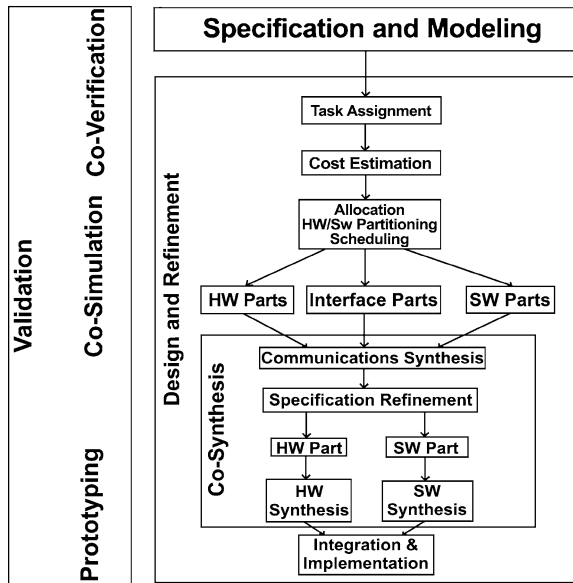 Specification and Modeling
Validation
Co-Verification
Co-Simulation
Prototyping
Design and Refinement
Task Assignment
Cost Estimation
Allocation
HW/Sw Partitioning
Scheduling
HW Parts
Interface Parts
SW Parts
Co-Synthesis
Communications Synthesis
Specification Refinement
HW Part
SW Part
HW
Synthesis
SW
Synthesis
Integration &
Implementation